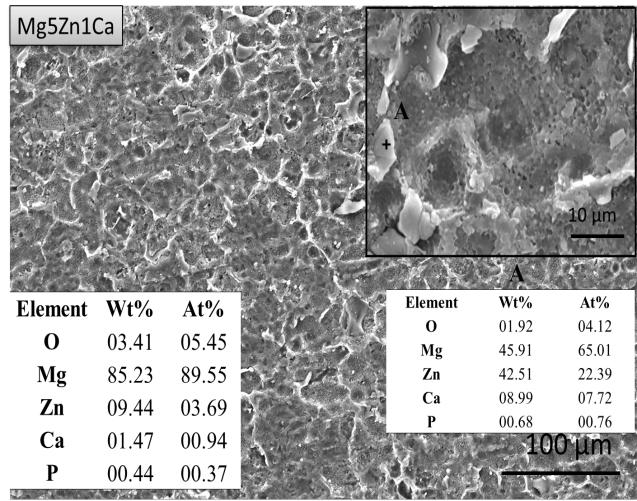 Mg5Zn1Ca
A
+
10 µm
A
Element Wt% At%
O 03.41 05.45
Mg 85.23 89.55
Zn 09.44 03.69
Ca 01.47 00.94
P 00.44 00.37
Element Wt% At%
O 01.92 04.12
Mg 45.91 65.01
Zn 42.51 22.39
Ca 08.99 07.72
P 00.68 00.76
100 µm